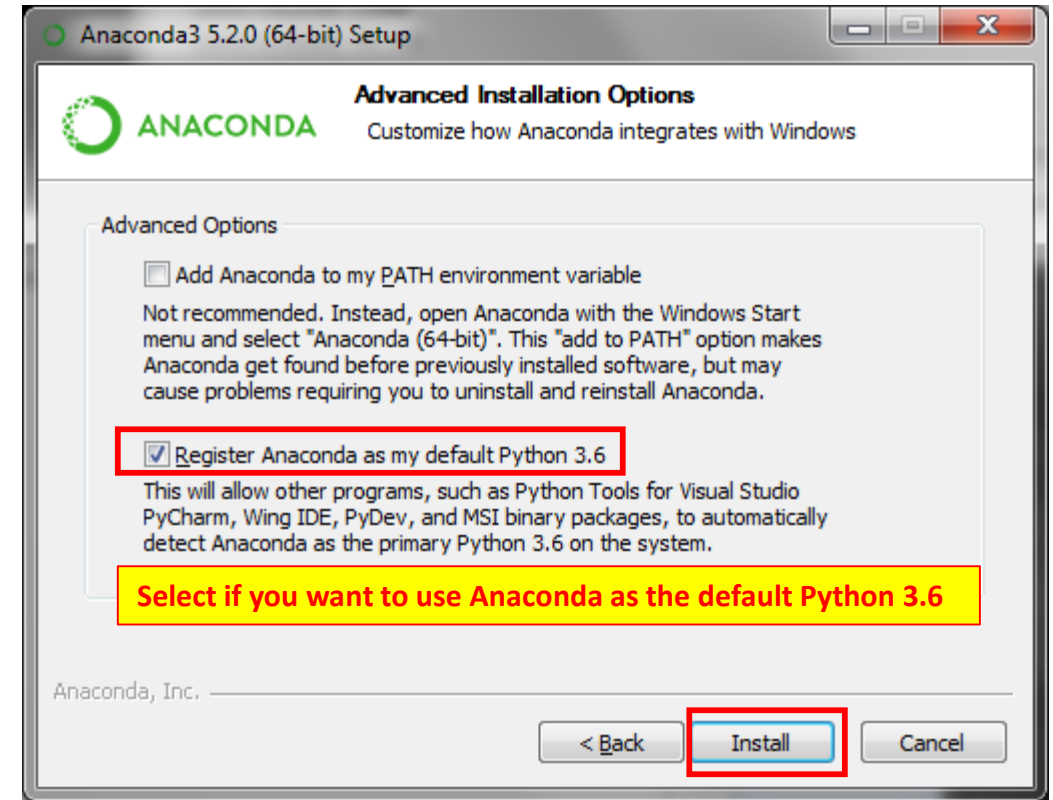 Anaconda3 5.2.0 (64-bit) Setup
Advanced Installation Options
ANACONDA
Customize how Anaconda integrates with Windows
Advanced Options
Add Anaconda to my PATH environment variable
Not recommended. Instead, open Anaconda with the Windows Start
menu and select "Anaconda (64-bit)". This "add to PATH" option makes
Anaconda get found before previously installed software, but may
cause problems requiring you to uninstall and reinstall Anaconda.
Register Anaconda as my default Python 3.6
This will allow other programs, such as Python Tools for Visual Studio
PyCharm, Wing IDE, PyDev, and MSI binary packages, to automatically
detect Anaconda as the primary Python 3.6 on the system.
Select if you want to use Anaconda as the default Python 3.6
Anaconda, Inc.
< Back Install Cancel